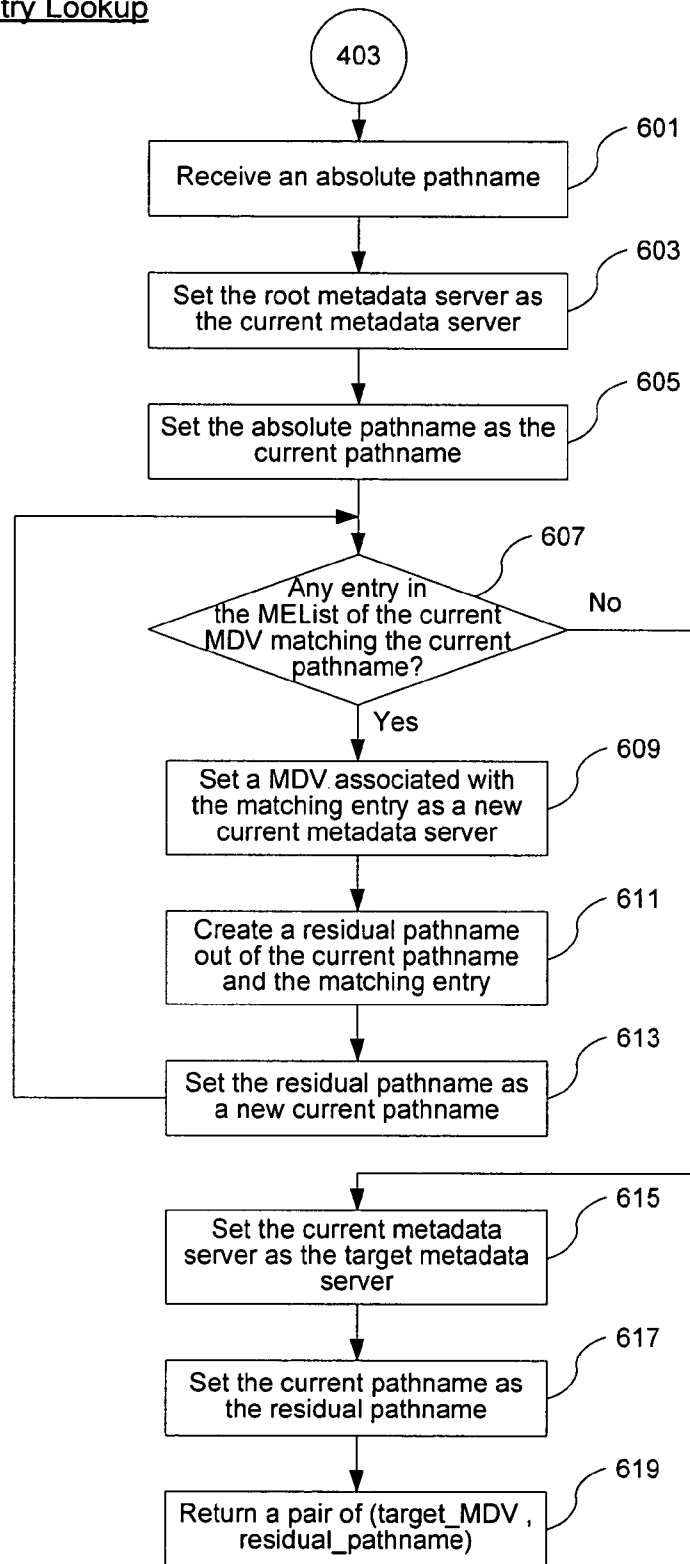 try Lookup
403
601
Receive an absolute pathname
603
Set the root metadata server as
the current metadata server
605
Set the absolute pathname as the
current pathname
607
Any entry in
the MEList of the current
MDV matching the current
pathname?
No
Yes
609
Set a MDV associated with
the matching entry as a new
current metadata server
611
Create a residual pathname
out of the current pathname
and the matching entry
613
Set the residual pathname as
a new current pathname
615
Set the current metadata
server as the target metadata
server
617
Set the current pathname as
the residual pathname
619
Return a pair of (target_MDV ,
residual_pathname)